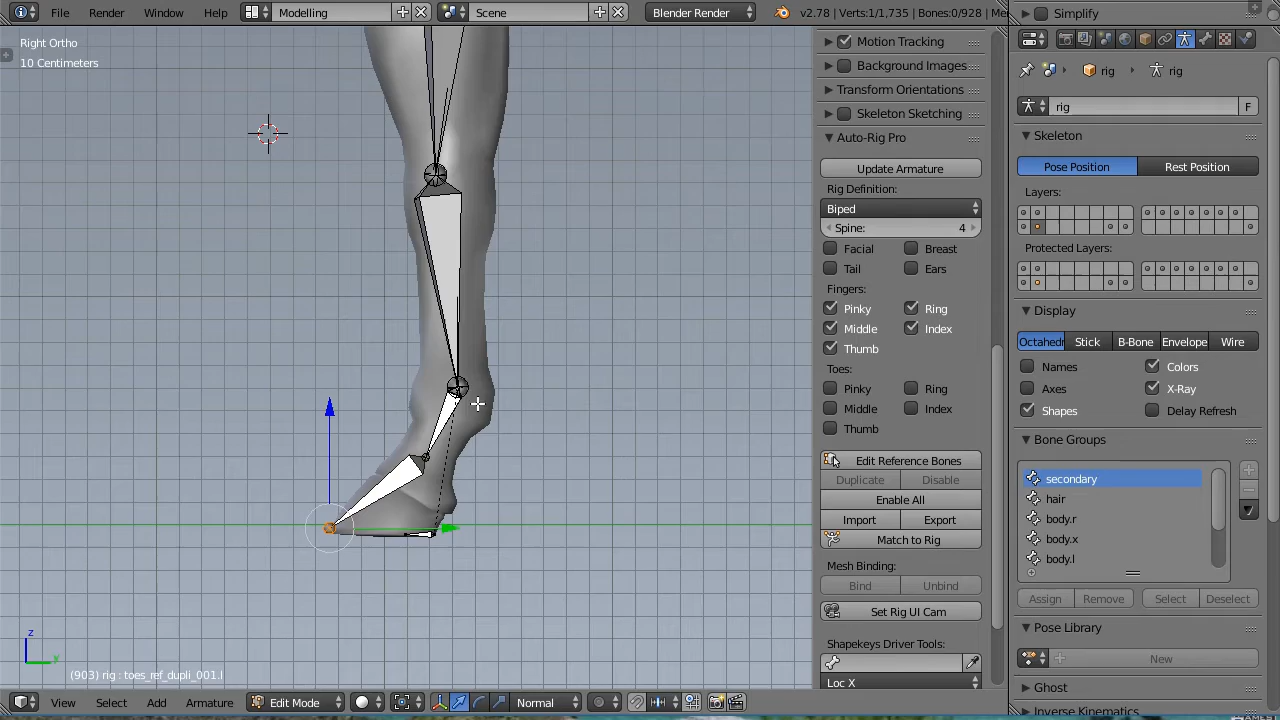 File Render Window Help Modelling Scene Blender Render v2.78 | Verts:1/1,735 | Bones:0/928 | Me
Right Ortho
10 Centimeters
z
y
(903) rig : toes_ref_dupli_001.l
View Select Add Armature Edit Mode Normal
Motion Tracking
Background Images
Transform Orientations
Skeleton Sketching
Auto-Rig Pro
Update Armature
Rig Definition:
Biped
Spine: 4
Facial Breast
Tail Ears
Fingers:
Pinky Ring
Middle Index
Thumb
Toes:
Pinky Ring
Middle Index
Thumb
Edit Reference Bones
Duplicate Disable
Enable All
Import Export
Match to Rig
Mesh Binding:
Bind Unbind
Set Rig UI Cam
Shapekeys Driver Tools:
Loc X
Simplify
rig rig
rig F
Skeleton
Pose Position Rest Position
Layers:
Protected Layers:
Display
Octahedr Stick B-Bone Envelope Wire
Names Colors
Axes X-Ray
Shapes Delay Refresh
Bone Groups
secondary
hair
body.r
body.x
body.l
Assign Remove Select Deselect
Pose Library
New
Ghost
Inverse Kinematics